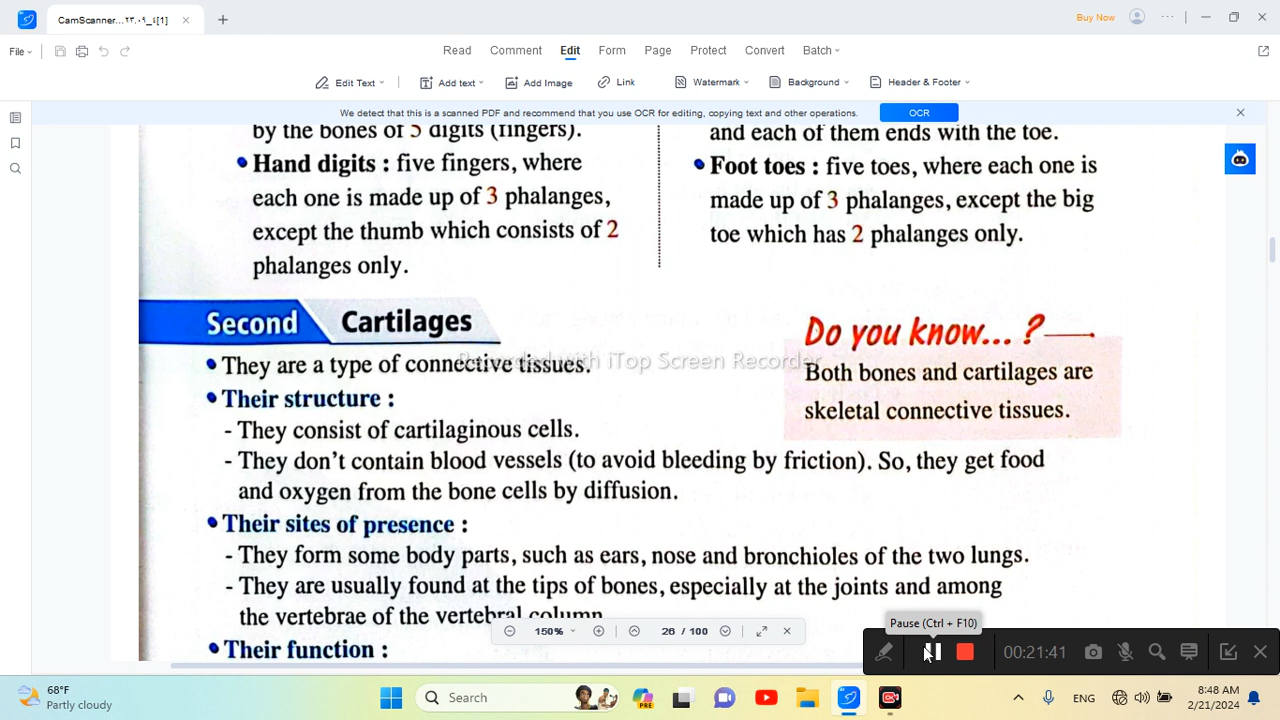 CamScanner...٢٣.٠٩_٤[1]
Buy Now
File
Read Comment Edit Form Page Protect Convert Batch
Edit Text Add text Add Image Link Watermark Background Header & Footer
We detect that this is a scanned PDF and recommend that you use OCR for editing, copying text and other operations.
OCR
by the bones of 5 digits (fingers).
• Hand digits : five fingers, where
each one is made up of 3 phalanges,
except the thumb which consists of 2
phalanges only.
and each of them ends with the toe.
• Foot toes : five toes, where each one is
made up of 3 phalanges, except the big
toe which has 2 phalanges only.
Second Cartilages
• They are a type of connective tissues.
Recorded with iTop Screen Recorder
Do you know... ?
Both bones and cartilages are
skeletal connective tissues.
• Their structure :
- They consist of cartilaginous cells.
- They don't contain blood vessels (to avoid bleeding by friction). So, they get food
and oxygen from the bone cells by diffusion.
• Their sites of presence :
- They form some body parts, such as ears, nose and bronchioles of the two lungs.
- They are usually found at the tips of bones, especially at the joints and among
the vertebrae of the vertebral column
• Their function :
150%
26 / 100
Pause (Ctrl + F10)
00:21:41
68°F
Partly cloudy
Search
PRE
ENG
8:48 AM
2/21/2024